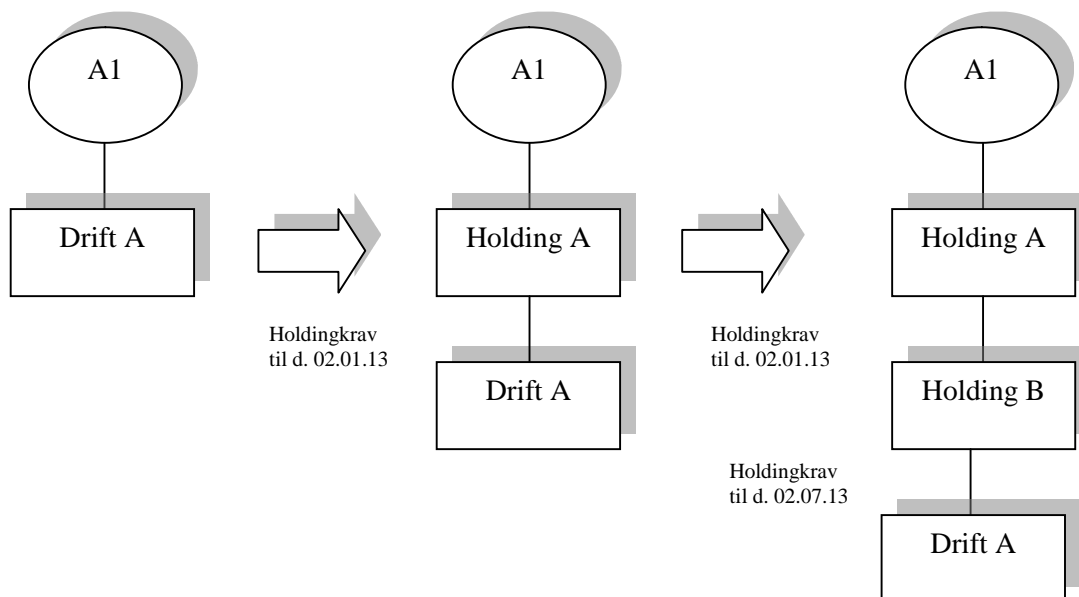 A1
Drift A
Holdingkrav
til d. 02.01.13
A1
Holding A
Drift A
Holdingkrav
til d. 02.01.13
Holdingkrav
til d. 02.07.13
A1
Holding A
Holding B
Drift A